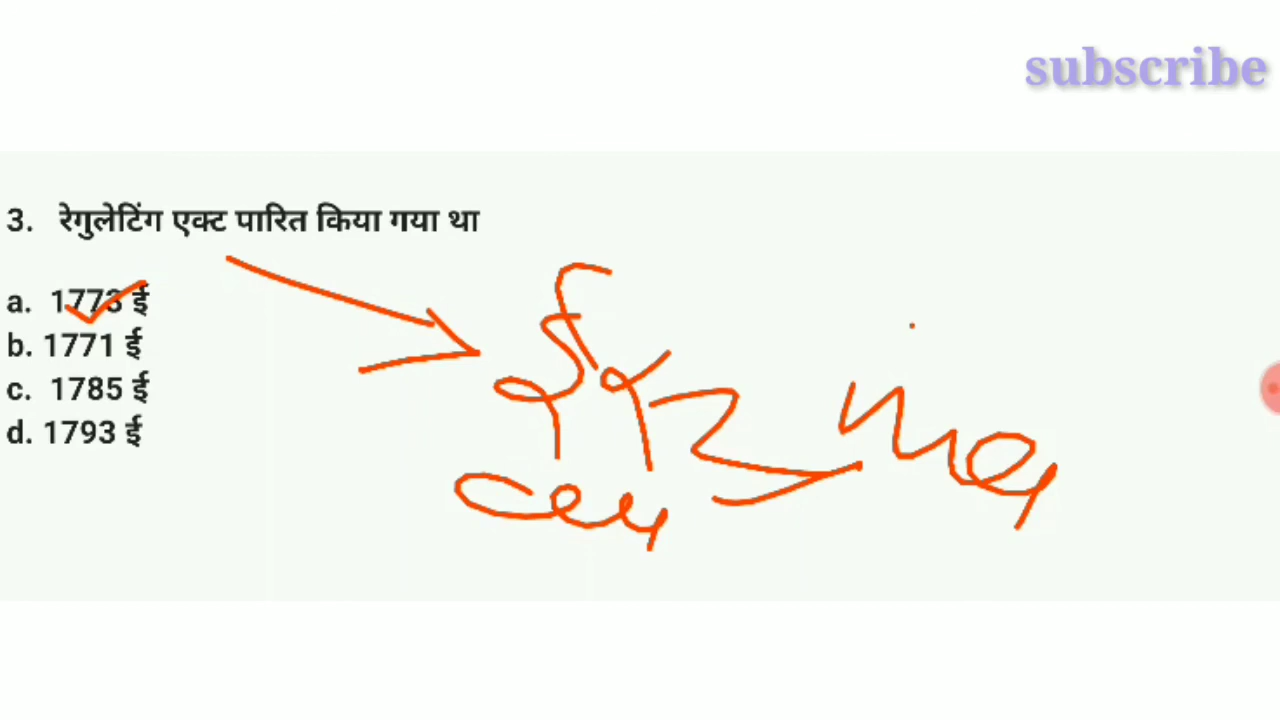 subscribe
3. रेगुलेटिंग एक्ट पारित किया गया था
a. 1773 ई
b. 1771 ई
c. 1785 ई
d. 1793 ई